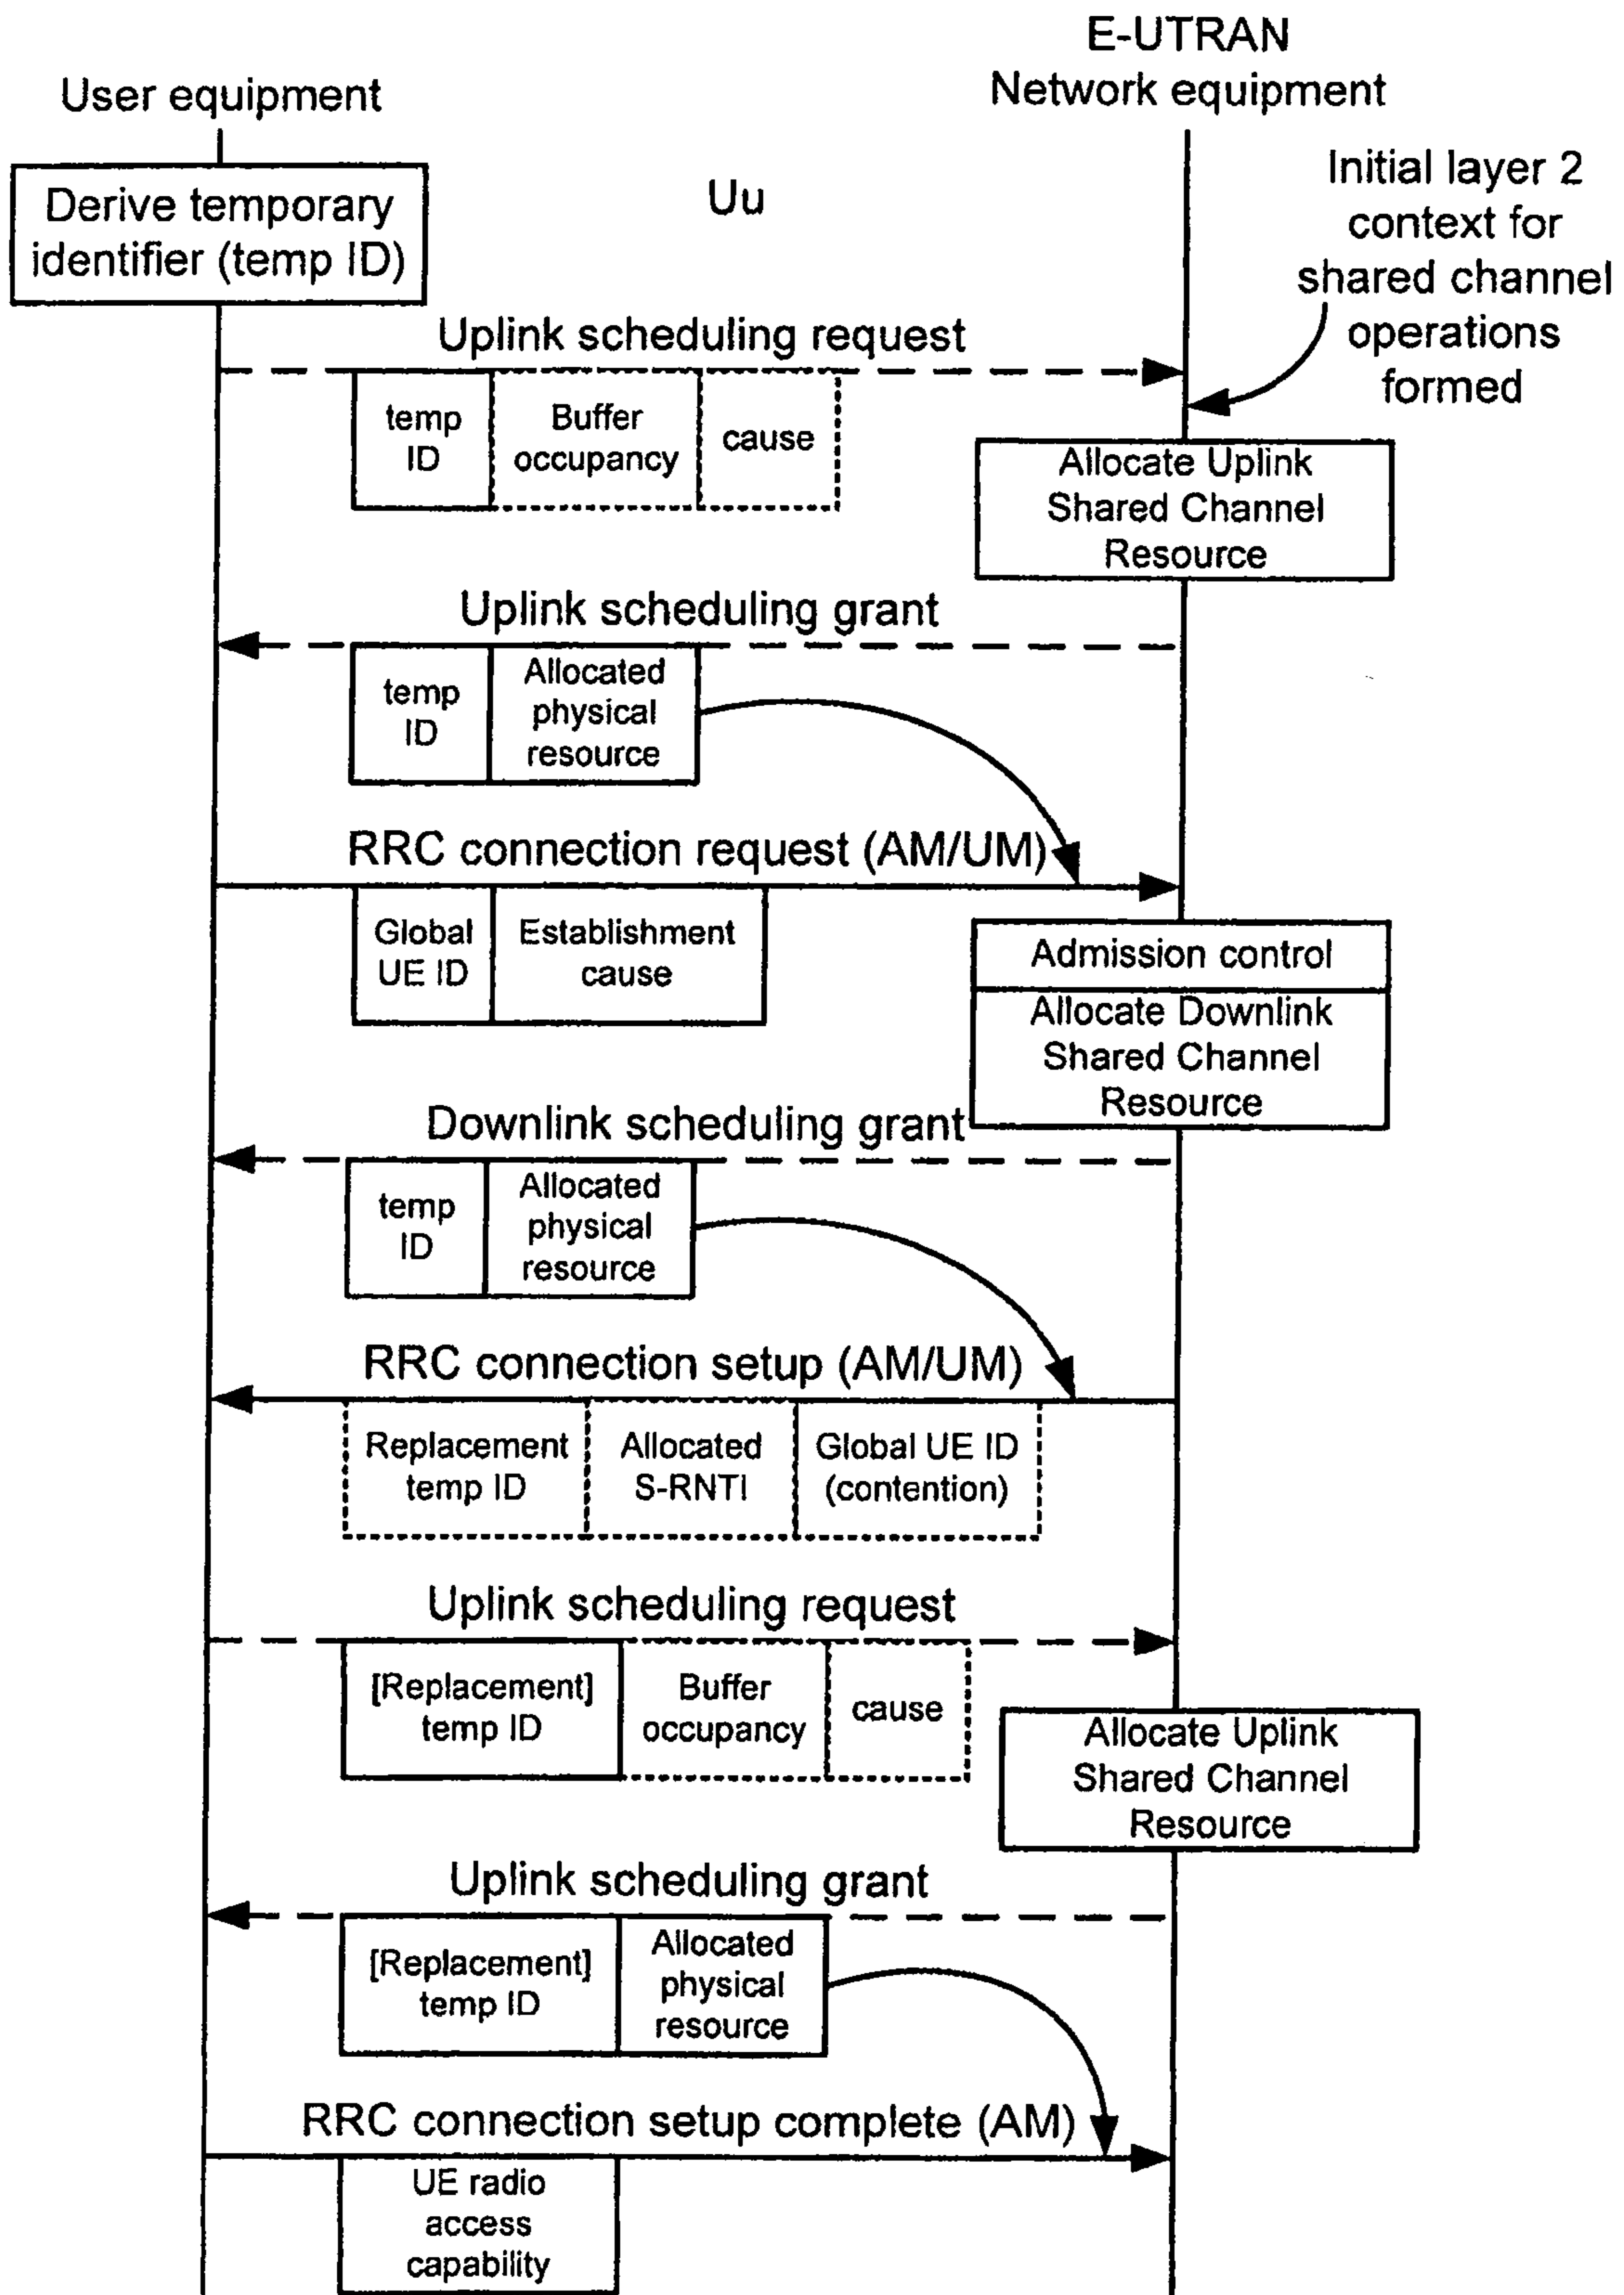 E-UTRAN
Network equipment
User equipment
Derive temporary
identifier (temp ID)
Uu
Initial layer 2
context for
shared channel
operations
formed
Uplink scheduling request
temp
ID
Buffer
occupancy
cause
Allocate Uplink
Shared Channel
Resource
Uplink scheduling grant
temp
ID
Allocated
physical
resource
RRC connection request (AM/UM)
Global
UE ID
Establishment
cause
Admission control
Allocate Downlink
Shared Channel
Resource
Downlink scheduling grant
temp
ID
Allocated
physical
resource
RRC connection setup (AM/UM)
Replacement
temp ID
Allocated
S-RNTI
Global UE ID
(contention)
Uplink scheduling request
[Replacement]
temp ID
Buffer
occupancy
cause
Allocate Uplink
Shared Channel
Resource
Uplink scheduling grant
[Replacement]
temp ID
Allocated
physical
resource
RRC connection setup complete (AM)
UE radio
access
capability